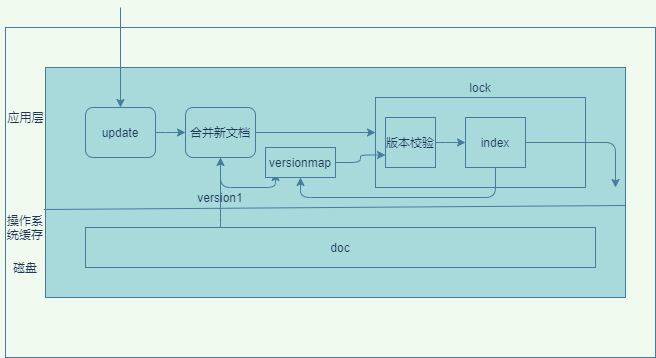 lock
应用层
update
合并新文档
版本校验
index
versionmap
version1
操作系
统缓存
doc
磁盘